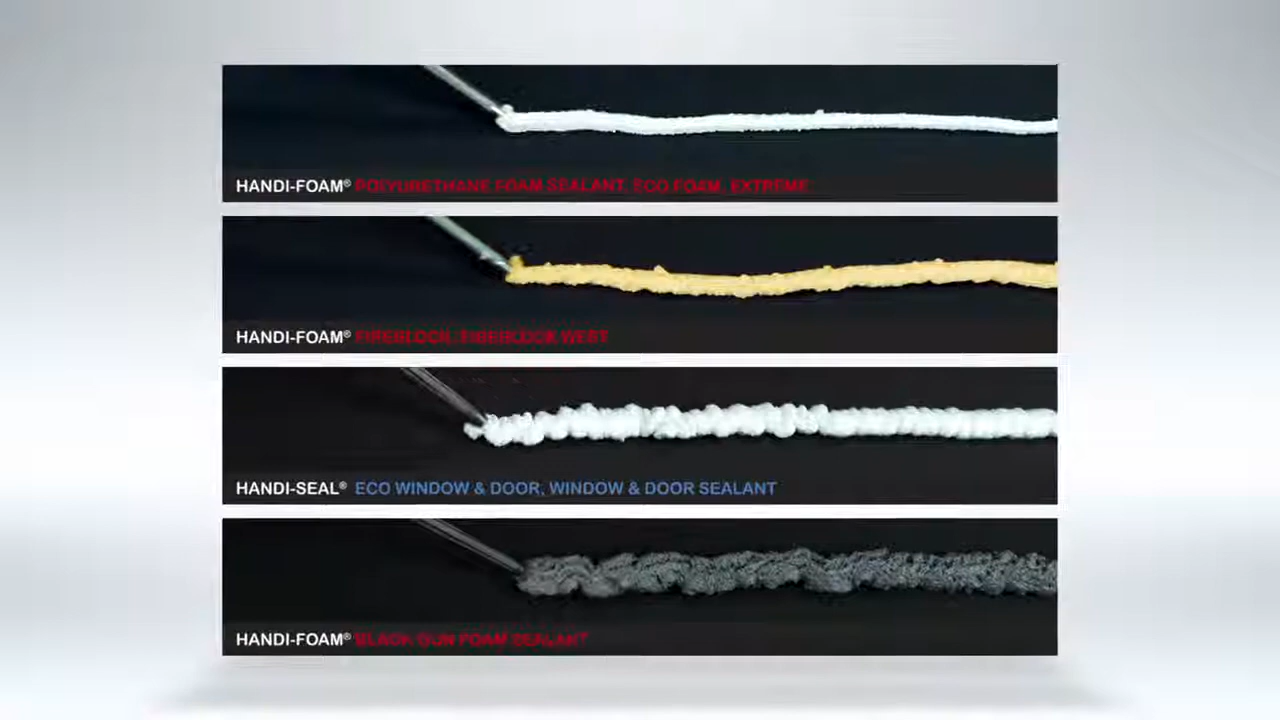 HANDI-FOAM® POLYURETHANE FOAM SEALANT, ECO FOAM, EXTREME
HANDI-FOAM® FIREBLOCK, FIREBLOCK WEST
HANDI-SEAL® ECO WINDOW & DOOR, WINDOW & DOOR SEALANT
HANDI-FOAM® BLACK GUN FOAM SEALANT